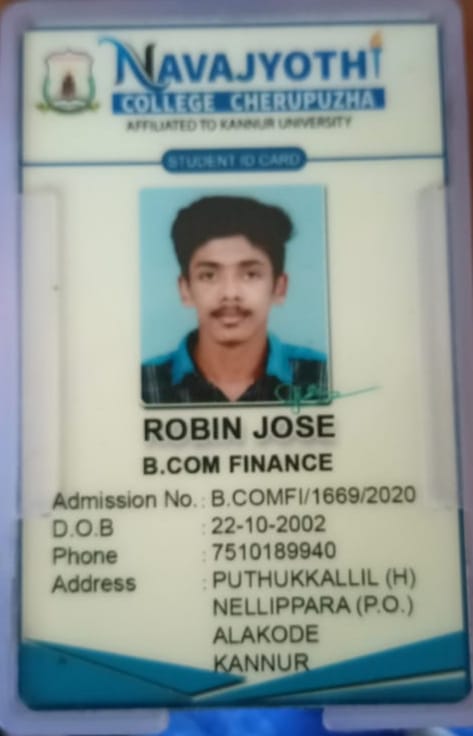 NAVAJYOTHI
COLLEGE CHERUPUZHA
AFFILIATED TO KANNUR UNIVERSITY
STUDENT ID CARD
ROBIN JOSE
B.COM FINANCE
Admission No. : B.COMFI/1669/2020
D.O.B : 22-10-2002
Phone : 7510189940
Address : PUTHUKKALLIL (H)
NELLIPPARA (P.O.)
ALAKODE
KANNUR